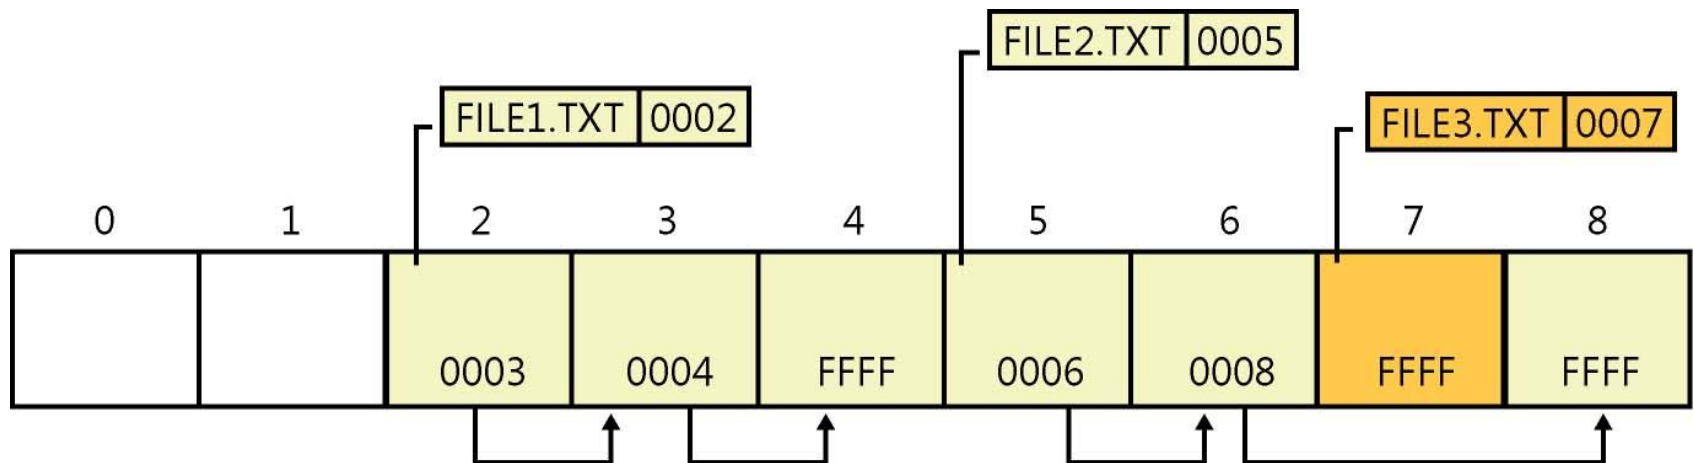 FILE2.TXT 0005
FILE1.TXT 0002
FILE3.TXT 0007
0 1 2 3 4 5 6 7 8
0003 0004 FFFF 0006 0008 FFFF FFFF